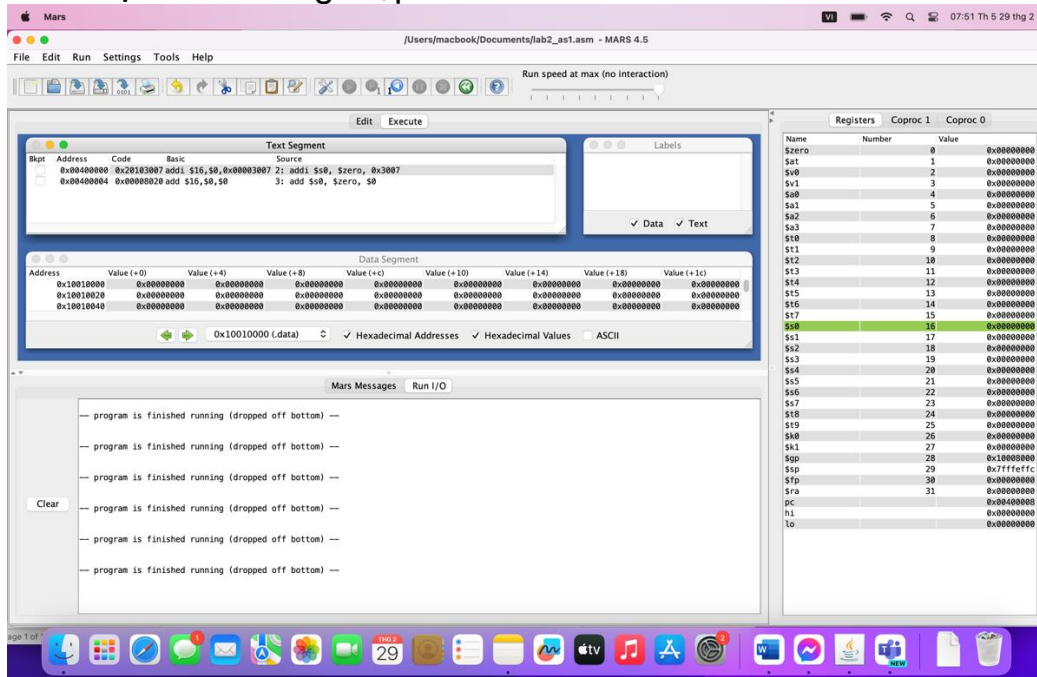 Mars
VI
07:51 Th 5 29 thg 2
/Users/macbook/Documents/lab2_as1.asm - MARS 4.5
File Edit Run Settings Tools Help
Run speed at max (no interaction)
Edit Execute
Text Segment
Bkpt Address Code Basic Source
0x00400000 0x20103007 addi $16,$0,0x00003007 2: addi $s0, $zero, 0x3007
0x00400004 0x00008020 add $16,$0,$0 3: add $s0, $zero, $0
Labels
✓ Data ✓ Text
Data Segment
Address Value (+0) Value (+4) Value (+8) Value (+c) Value (+10) Value (+14) Value (+18) Value (+1c)
0x10010000 0x00000000 0x00000000 0x00000000 0x00000000 0x00000000 0x00000000 0x00000000 0x00000000
0x10010020 0x00000000 0x00000000 0x00000000 0x00000000 0x00000000 0x00000000 0x00000000 0x00000000
0x10010040 0x00000000 0x00000000 0x00000000 0x00000000 0x00000000 0x00000000 0x00000000 0x00000000
0x10010000 (.data) ✓ Hexadecimal Addresses ✓ Hexadecimal Values ASCII
Mars Messages Run I/O
-- program is finished running (dropped off bottom) --
-- program is finished running (dropped off bottom) --
-- program is finished running (dropped off bottom) --
-- program is finished running (dropped off bottom) --
-- program is finished running (dropped off bottom) --
-- program is finished running (dropped off bottom) --
Clear
Registers Coproc 1 Coproc 0
Name Number Value
$zero 0 0x00000000
$at 1 0x00000000
$v0 2 0x00000000
$v1 3 0x00000000
$a0 4 0x00000000
$a1 5 0x00000000
$a2 6 0x00000000
$a3 7 0x00000000
$t0 8 0x00000000
$t1 9 0x00000000
$t2 10 0x00000000
$t3 11 0x00000000
$t4 12 0x00000000
$t5 13 0x00000000
$t6 14 0x00000000
$t7 15 0x00000000
$s0 16 0x00000000
$s1 17 0x00000000
$s2 18 0x00000000
$s3 19 0x00000000
$s4 20 0x00000000
$s5 21 0x00000000
$s6 22 0x00000000
$s7 23 0x00000000
$t8 24 0x00000000
$t9 25 0x00000000
$k0 26 0x00000000
$k1 27 0x00000000
$gp 28 0x10008000
$sp 29 0x7fffeffc
$fp 30 0x00000000
$ra 31 0x00000000
pc 0x00400008
hi 0x00000000
lo 0x00000000
age 1 of
THG 2
29
tv
NEW